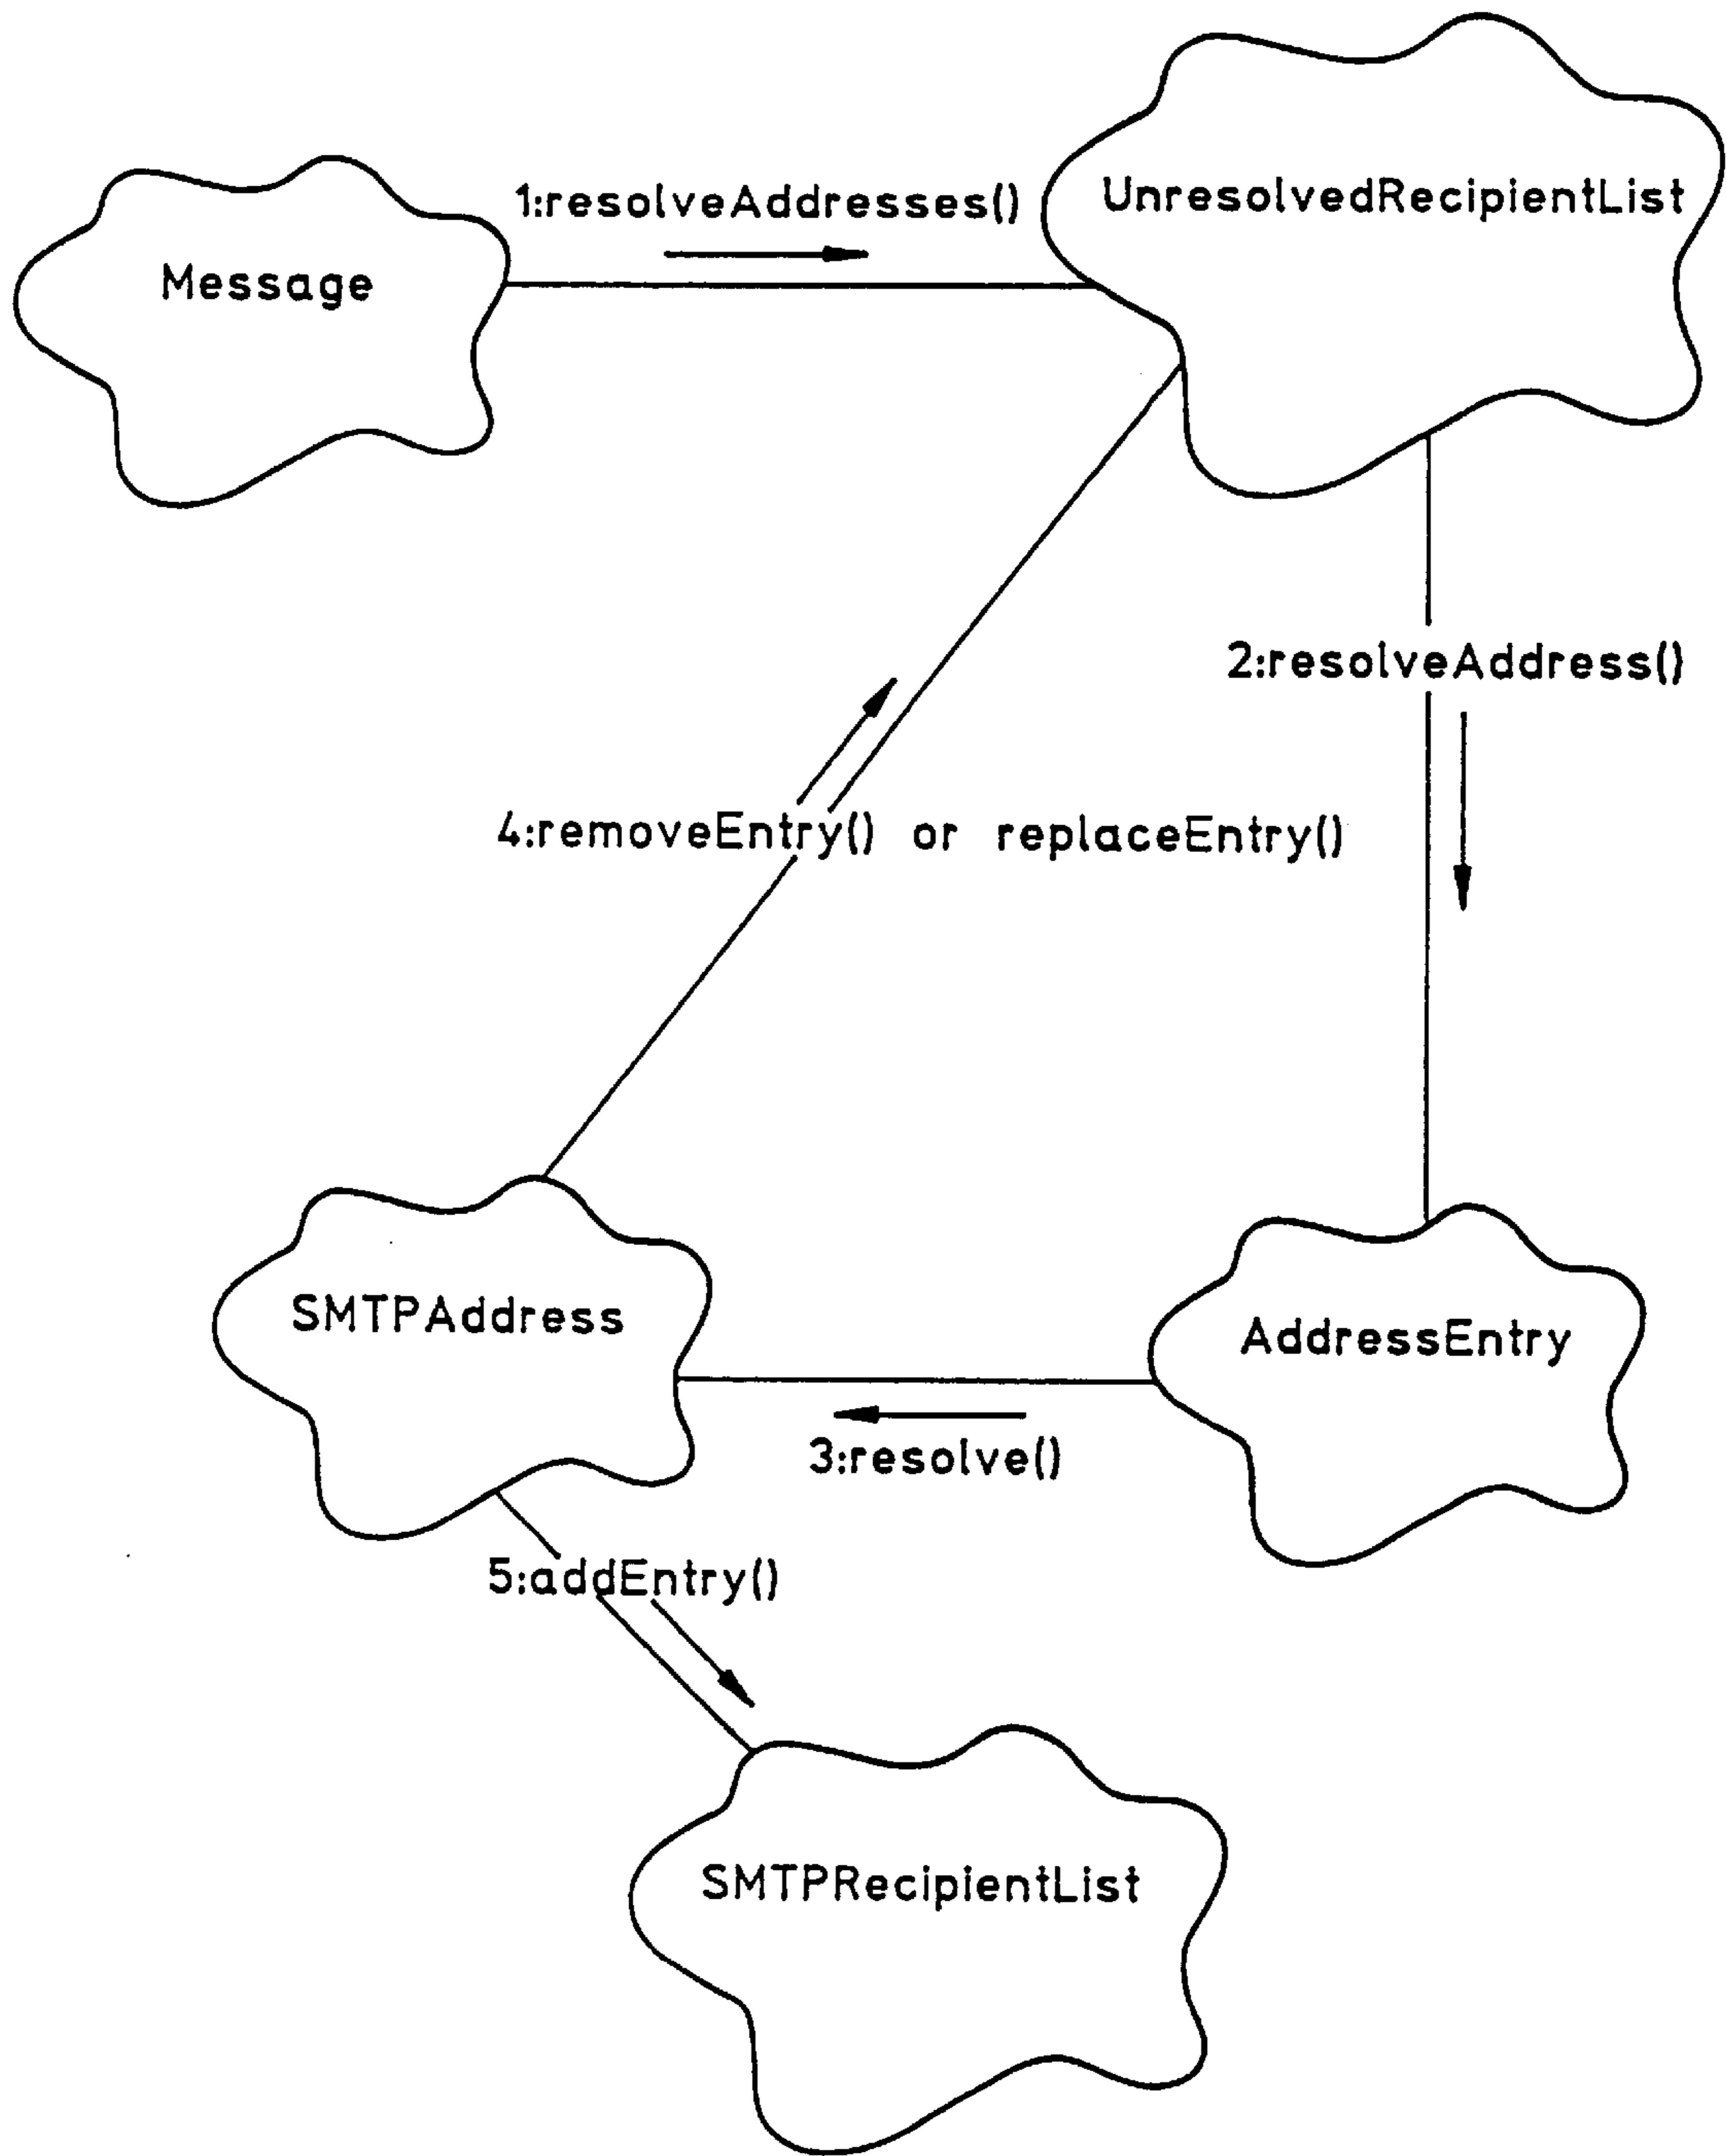 UnresolvedRecipientList
1:resolveAddresses()
Message
2:resolveAddress()
4:removeEntry() or replaceEntry()
SMTPAddress
AddressEntry
3:resolve()
5:addEntry()
SMTPRecipientList